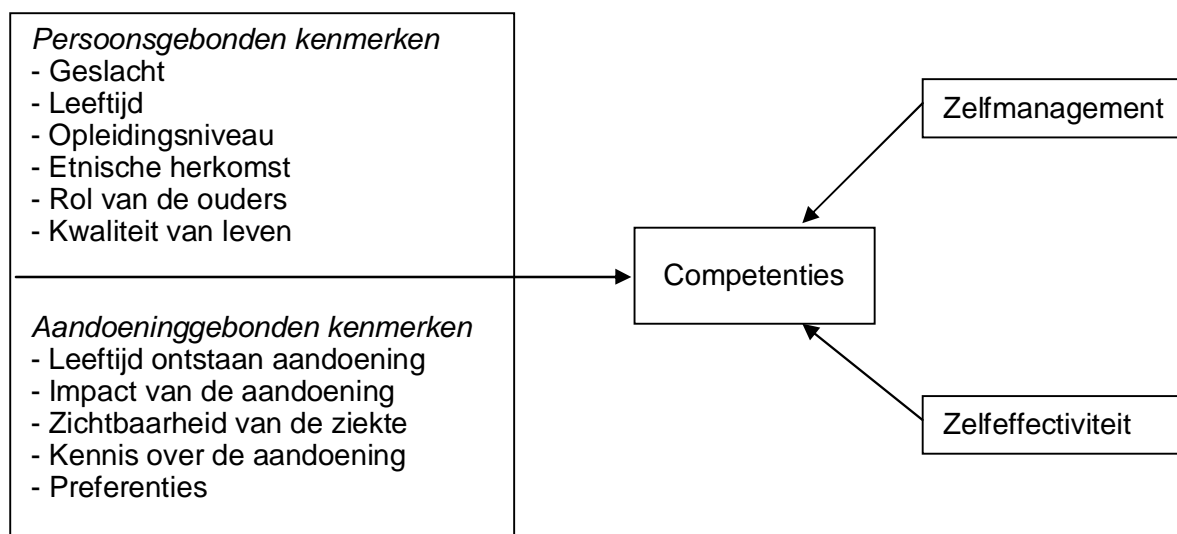 Persoonsgebonden kenmerken
- Geslacht
- Leeftijd
- Opleidingsniveau
- Etnische herkomst
- Rol van de ouders
- Kwaliteit van leven
Aandoeninggebonden kenmerken
- Leeftijd ontstaan aandoening
- Impact van de aandoening
- Zichtbaarheid van de ziekte
- Kennis over de aandoening
- Preferenties
Competenties
Zelfmanagement
Zelfeffectiviteit